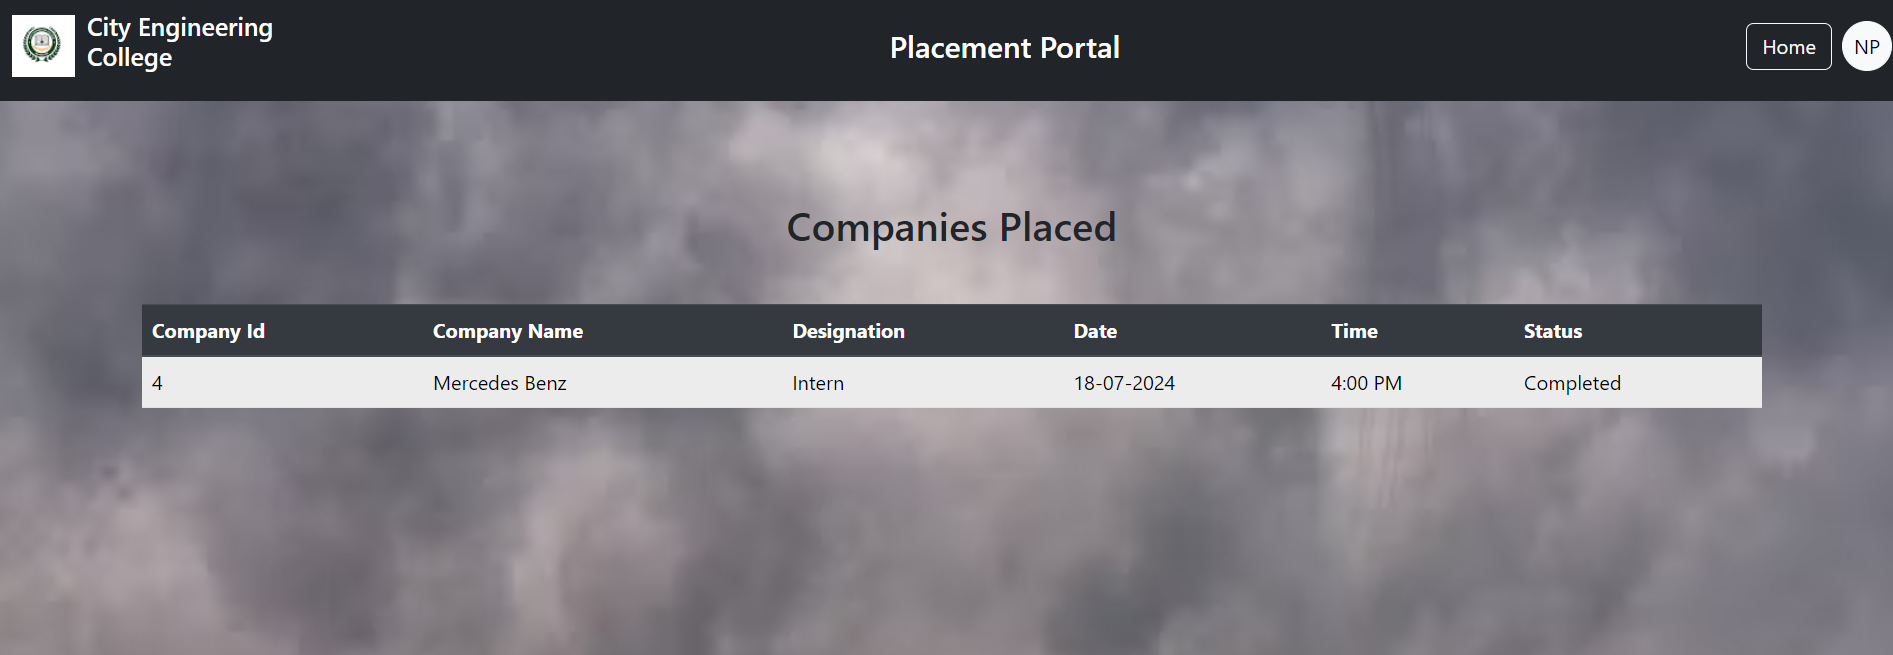 City Engineering
College
Placement Portal
Home
NP
Companies Placed
Company Id Company Name Designation Date Time Status
4 Mercedes Benz Intern 18-07-2024 4:00 PM Completed